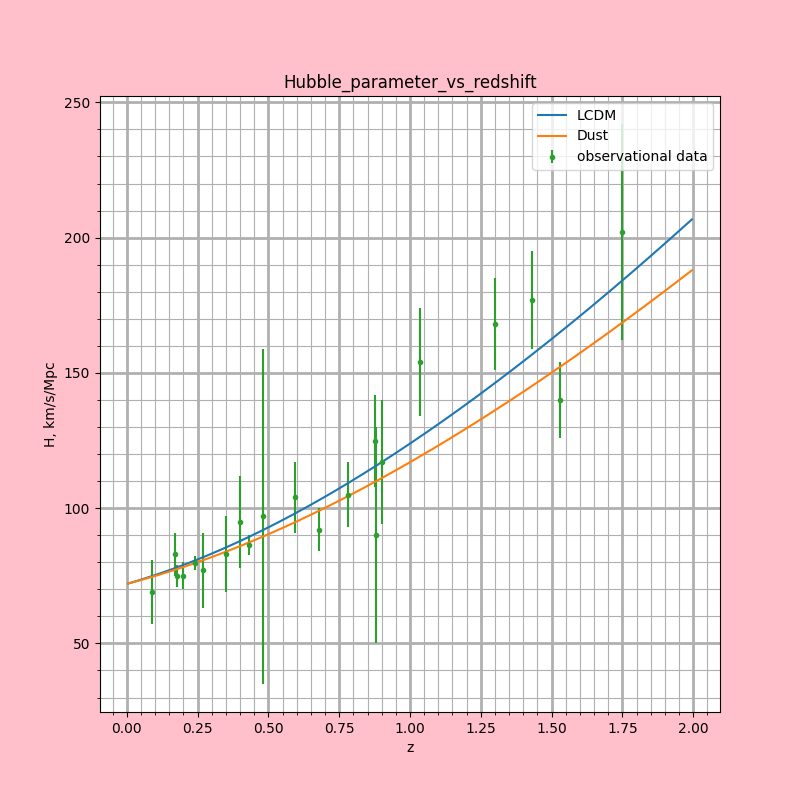 Hubble_parameter_vs_redshift
LCDM
Dust
observational data
H, km/s/Mpc
250
200
150
100
50
0.00 0.25 0.50 0.75 1.00 1.25 1.50 1.75 2.00
z